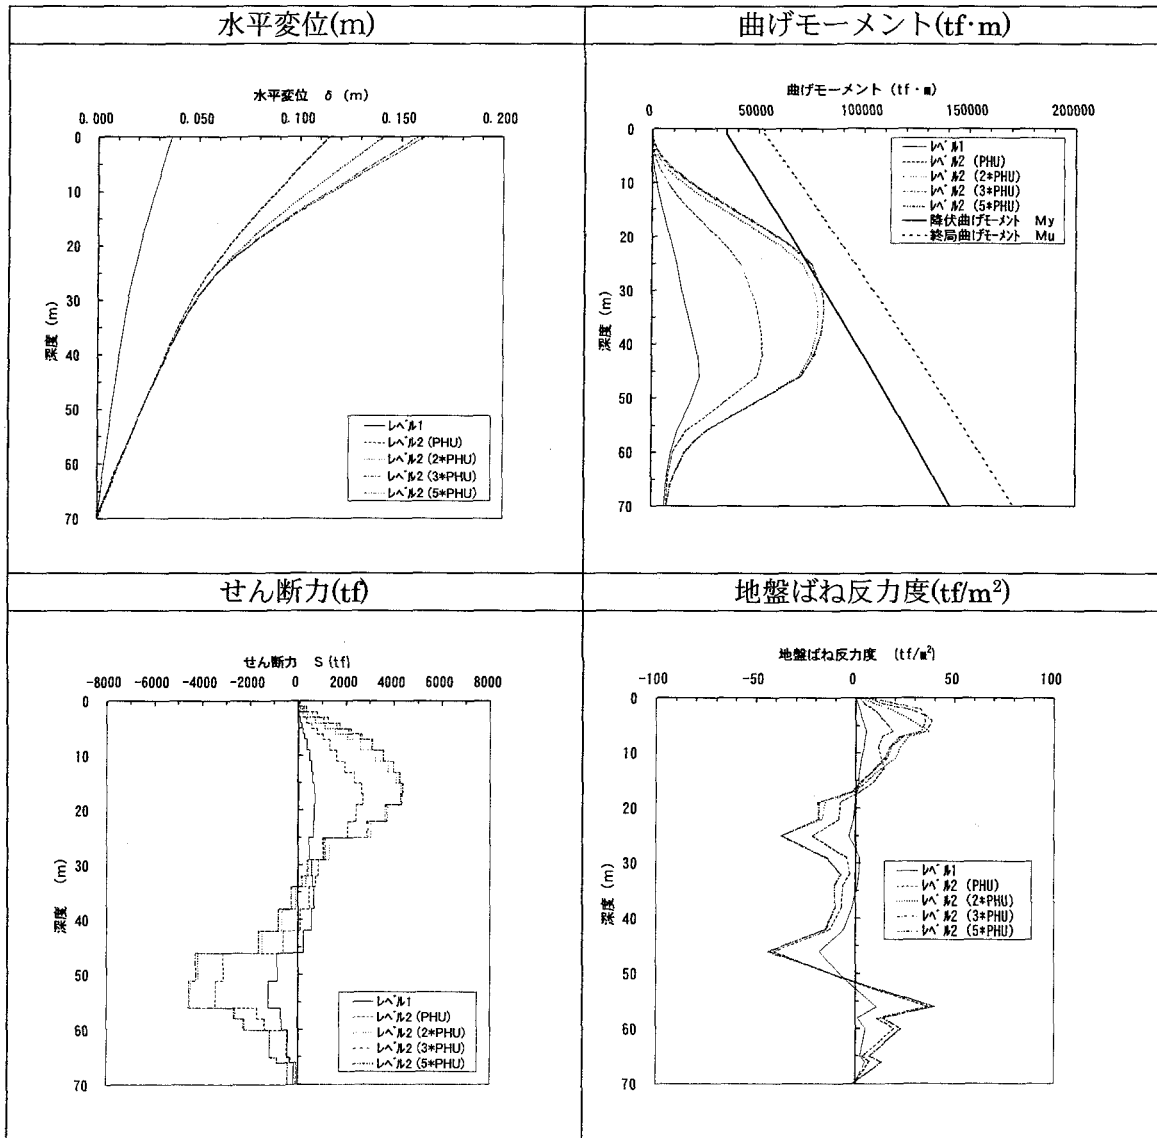 水平変位(m)
曲げモーメント(tf·m)
水平変位 δ (m)
0.000 0.050 0.100 0.150 0.200
0
10
20
30
40
50
60
70
深度 (m)
レベル1
レベル2 (PHU)
レベル2 (2*PHU)
レベル2 (3*PHU)
レベル2 (5*PHU)
曲げモーメント (tf・m)
0 50000 100000 150000 200000
0
10
20
30
40
50
60
70
深度 (m)
レベル1
レベル2 (PHU)
レベル2 (2*PHU)
レベル2 (3*PHU)
レベル2 (5*PHU)
降伏曲げモーメント My
終局曲げモーメント Mu
せん断力(tf)
地盤ばね反力度(tf/m²)
せん断力 S (tf)
-8000 -6000 -4000 -2000 0 2000 4000 6000 8000
0
10
20
30
40
50
60
70
深度 (m)
レベル1
レベル2 (PHU)
レベル2 (2*PHU)
レベル2 (3*PHU)
レベル2 (5*PHU)
地盤ばね反力度 (tf/m²)
-100 -50 0 50 100
0
10
20
30
40
50
60
70
深度 (m)
レベル1
レベル2 (PHU)
レベル2 (2*PHU)
レベル2 (3*PHU)
レベル2 (5*PHU)